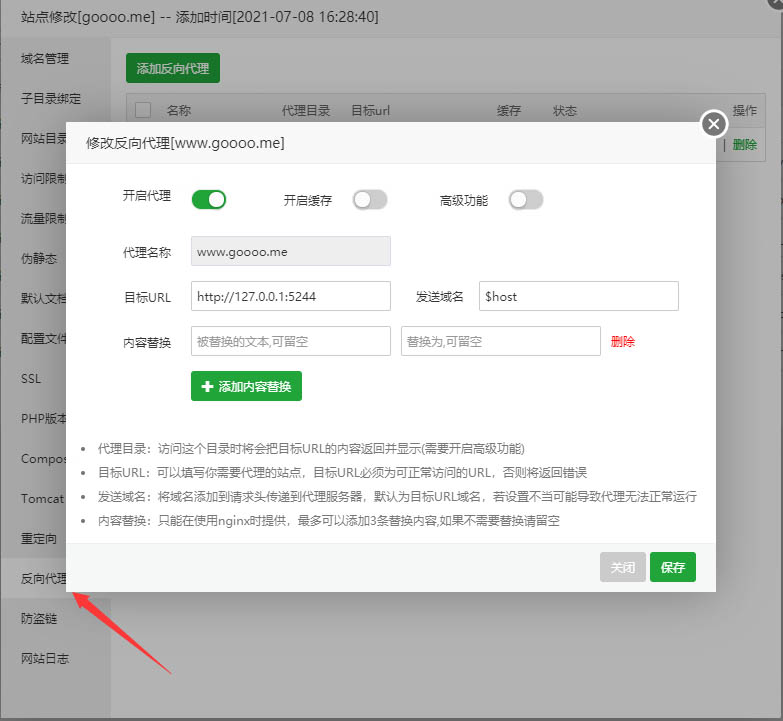 站点修改[goooo.me] -- 添加时间[2021-07-08 16:28:40]
域名管理
添加反向代理
子目录绑定
名称 代理目录 目标url 缓存 状态 操作
网站目录
| 删除
修改反向代理[www.goooo.me]
访问限制
开启代理 开启缓存 高级功能
流量限制
伪静态
代理名称 www.goooo.me
默认文档
目标URL http://127.0.0.1:5244 发送域名 $host
配置文件
内容替换 被替换的文本,可留空 替换为,可留空 删除
SSL
添加内容替换
PHP版本
代理目录：访问这个目录时将会把目标URL的内容返回并显示(需要开启高级功能)
Compos
目标URL：可以填写你需要代理的站点，目标URL必须为可正常访问的URL，否则将返回错误
Tomcat
发送域名：将域名添加到请求头传递到代理服务器，默认为目标URL域名，若设置不当可能导致代理无法正常运行
内容替换：只能在使用nginx时提供，最多可以添加3条替换内容,如果不需要替换请留空
重定向
关闭 保存
反向代理
防盗链
网站日志